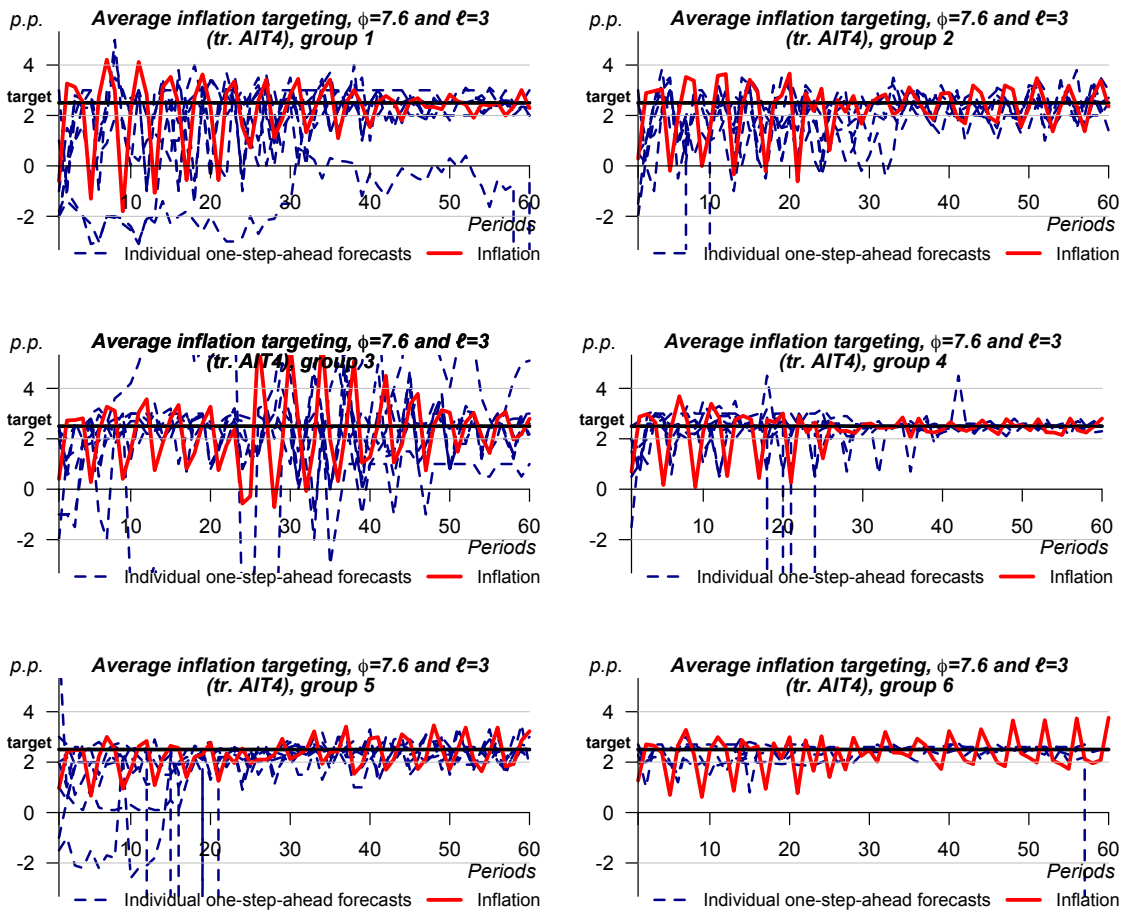 p.p.
Average inflation targeting, ϕ=7.6 and ℓ=3
(tr. AIT4), group 1
4
target
2
0
-2
10 20 30 40 50 60
Periods
Individual one-step-ahead forecasts Inflation
p.p.
Average inflation targeting, ϕ=7.6 and ℓ=3
(tr. AIT4), group 2
4
target
2
0
-2
10 20 30 40 50 60
Periods
Individual one-step-ahead forecasts Inflation
p.p.
Average inflation targeting, ϕ=7.6 and ℓ=3
(tr. AIT4), group 3
4
target
2
0
-2
10 20 30 40 50 60
Periods
Individual one-step-ahead forecasts Inflation
p.p.
Average inflation targeting, ϕ=7.6 and ℓ=3
(tr. AIT4), group 4
4
target
2
0
-2
10 20 30 40 50 60
Periods
Individual one-step-ahead forecasts Inflation
p.p.
Average inflation targeting, ϕ=7.6 and ℓ=3
(tr. AIT4), group 5
4
target
2
0
-2
10 20 30 40 50 60
Periods
Individual one-step-ahead forecasts Inflation
p.p.
Average inflation targeting, ϕ=7.6 and ℓ=3
(tr. AIT4), group 6
4
target
2
0
-2
10 20 30 40 50 60
Periods
Individual one-step-ahead forecasts Inflation